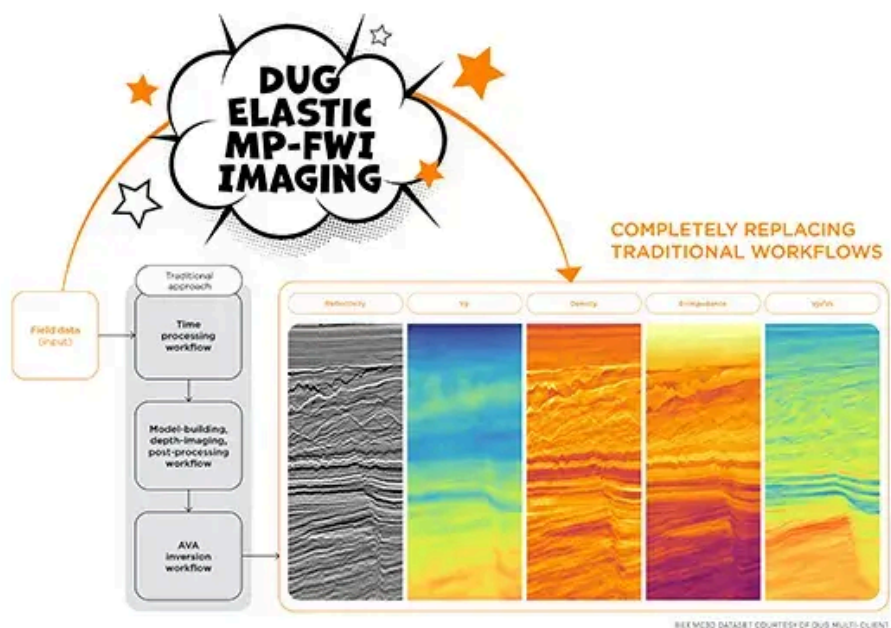 DUG
ELASTIC
MP-FWI
IMAGING
COMPLETELY REPLACING
TRADITIONAL WORKFLOWS
Traditional
approach
Field data
(input)
Time
processing
workflow
Model-building,
depth-imaging,
post-processing
workflow
AVA
inversion
workflow
Reflectivity
Vp
Density
P-impedance
Vp/Vs
MC3D DATASET COURTESY OF DUG MULTI-CLIENT